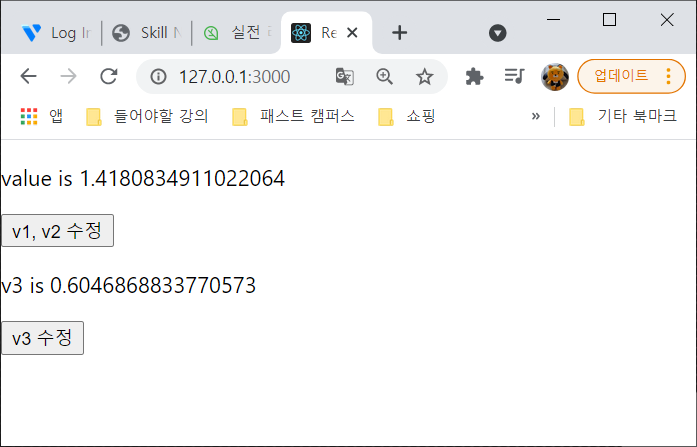 Log In
Skill N
실전
Re
127.0.0.1:3000
업데이트
앱
들어야할 강의
패스트 캠퍼스
쇼핑
»
기타 북마크
value is 1.4180834911022064
v1, v2 수정
v3 is 0.6046868833770573
v3 수정